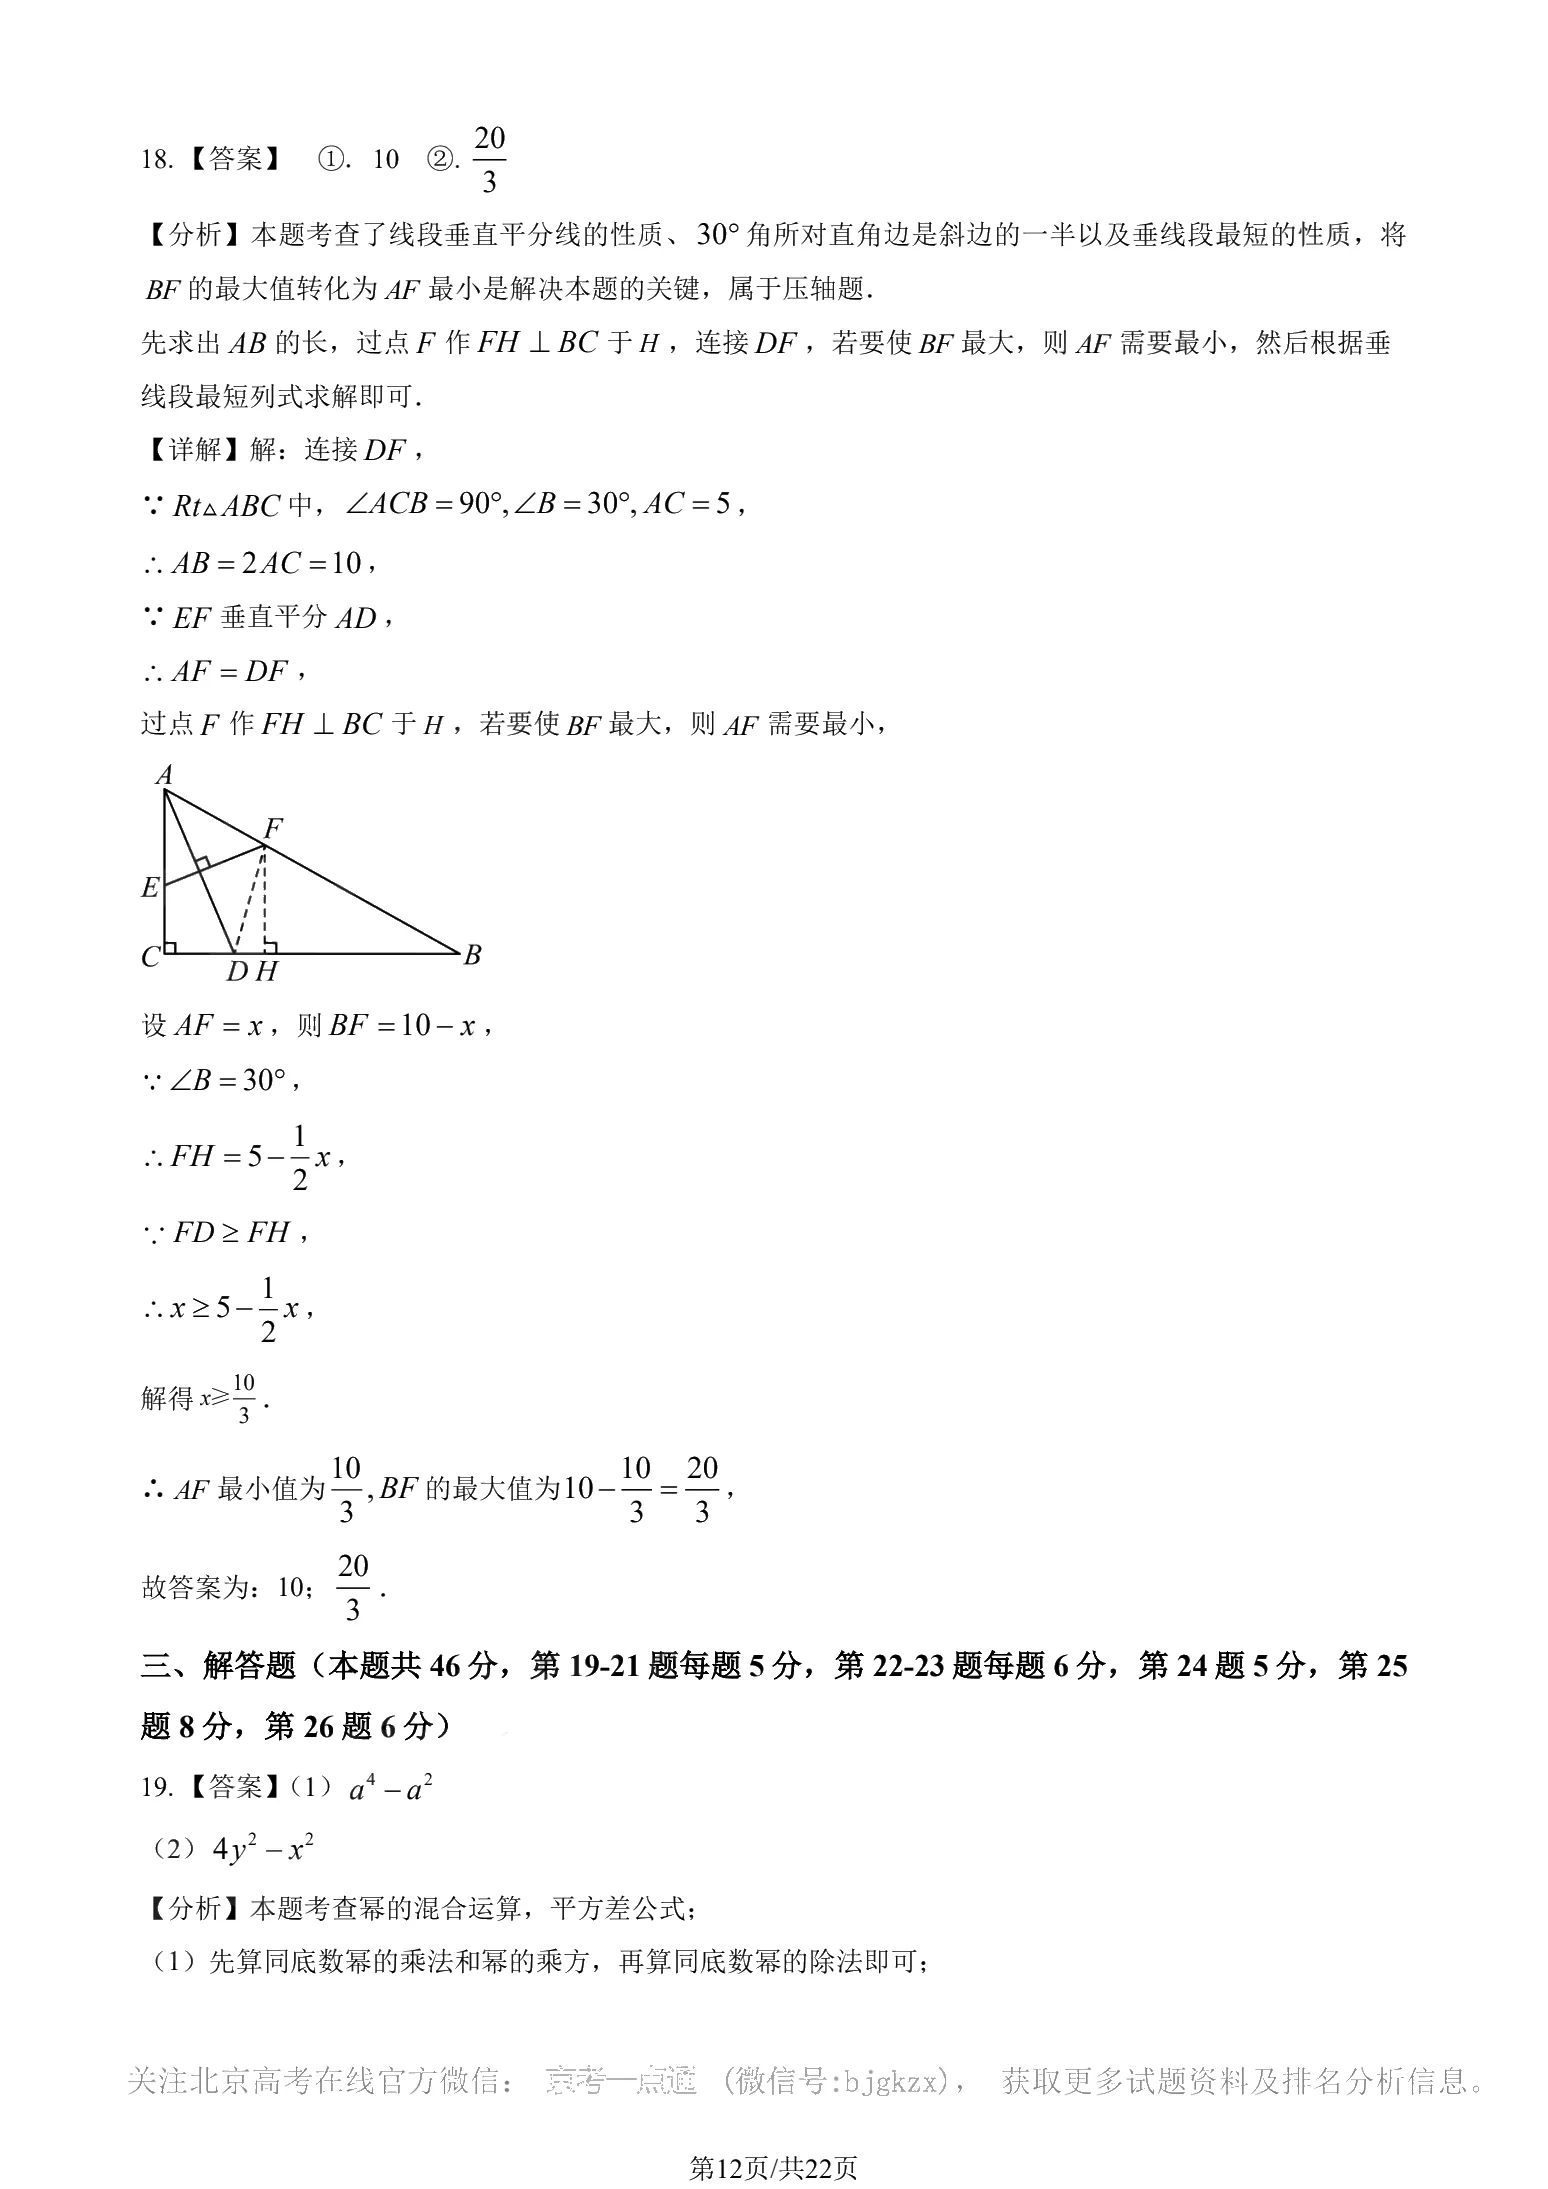 18. 【答案】 ①. 10 ②. 20/3
【分析】本题考查了线段垂直平分线的性质、30°角所对直角边是斜边的一半以及垂线段最短的性质，将
BF 的最大值转化为 AF 最小是解决本题的关键，属于压轴题．
先求出 AB 的长，过点 F 作 FH ⊥ BC 于 H ，连接 DF ，若要使 BF 最大，则 AF 需要最小，然后根据垂
线段最短列式求解即可．
【详解】解：连接 DF ，
∵ Rt△ABC 中，∠ACB = 90°, ∠B = 30°, AC = 5，
∴ AB = 2AC = 10，
∵ EF 垂直平分 AD，
∴ AF = DF，
过点 F 作 FH ⊥ BC 于 H ，若要使 BF 最大，则 AF 需要最小，
A
F
E
C
D H
B
设 AF = x，则 BF = 10 − x，
∵ ∠B = 30°，
∴ FH = 5 − 1/2 x，
∵ FD ≥ FH，
∴ x ≥ 5 − 1/2 x，
解得 x≥10/3．
∴ AF 最小值为 10/3, BF 的最大值为 10 − 10/3 = 20/3，
故答案为：10；20/3．
三、解答题（本题共 46 分，第 19-21 题每题 5 分，第 22-23 题每题 6 分，第 24 题 5 分，第 25
题 8 分，第 26 题 6 分）
19. 【答案】（1）a⁴ − a²
（2）4y² − x²
【分析】本题考查幂的混合运算，平方差公式；
（1）先算同底数幂的乘法和幂的乘方，再算同底数幂的除法即可；
关注北京高考在线官方微信： 京考一点通 (微信号:bjgkzx)， 获取更多试题资料及排名分析信息。
第12页/共22页